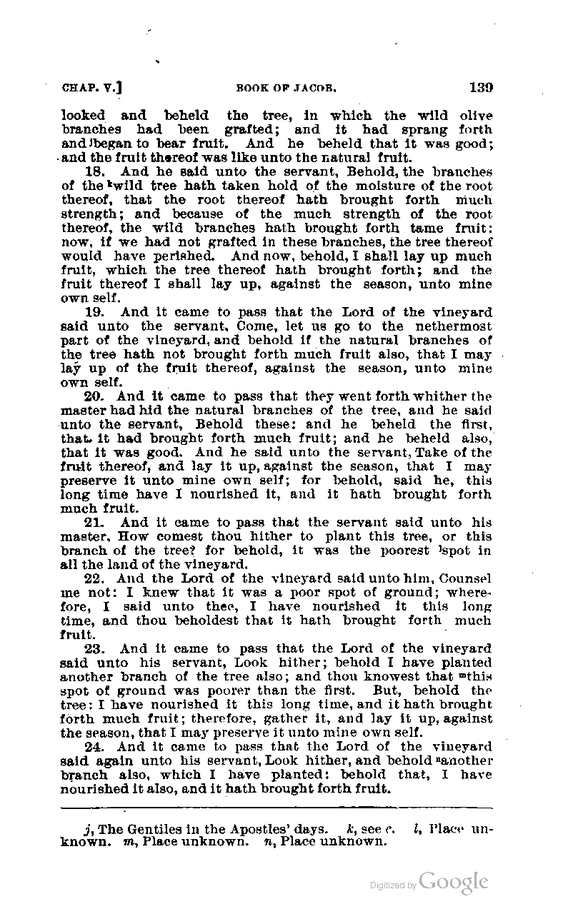 CHAP. V.] BOOK OF JACOB. 139
looked and beheld the tree, in which the wild olive
branches had been grafted; and it had sprang forth
and jbegan to bear fruit. And he beheld that it was good;
and the fruit thereof was like unto the natural fruit.
18. And he said unto the servant, Behold, the branches
of the kwild tree hath taken hold of the moisture of the root
thereof, that the root thereof hath brought forth much
strength; and because of the much strength of the root
thereof, the wild branches hath brought forth tame fruit:
now, if we had not grafted in these branches, the tree thereof
would have perished. And now, behold, I shall lay up much
fruit, which the tree thereof hath brought forth; and the
fruit thereof I shall lay up, against the season, unto mine
own self.
19. And it came to pass that the Lord of the vineyard
said unto the servant, Come, let us go to the nethermost
part of the vineyard, and behold if the natural branches of
the tree hath not brought forth much fruit also, that I may
lay up of the fruit thereof, against the season, unto mine
own self.
20. And it came to pass that they went forth whither the
master had hid the natural branches of the tree, and he said
unto the servant, Behold these: and he beheld the first,
that it had brought forth much fruit; and he beheld also,
that it was good. And he said unto the servant, Take of the
fruit thereof, and lay it up, against the season, that I may
preserve it unto mine own self; for behold, said he, this
long time have I nourished it, and it hath brought forth
much fruit.
21. And it came to pass that the servant said unto his
master, How comest thou hither to plant this tree, or this
branch of the tree? for behold, it was the poorest lspot in
all the land of the vineyard.
22. And the Lord of the vineyard said unto him, Counsel
me not: I knew that it was a poor spot of ground; where-
fore, I said unto thee, I have nourished it this long
time, and thou beholdest that it hath brought forth much
fruit.
23. And it came to pass that the Lord of the vineyard
said unto his servant, Look hither; behold I have planted
another branch of the tree also; and thou knowest that mthis
spot of ground was poorer than the first. But, behold the
tree: I have nourished it this long time, and it hath brought
forth much fruit; therefore, gather it, and lay it up, against
the season, that I may preserve it unto mine own self.
24. And it came to pass that the Lord of the vineyard
said again unto his servant, Look hither, and behold nanother
branch also, which I have planted: behold that, I have
nourished it also, and it hath brought forth fruit.
j, The Gentiles in the Apostles' days. k, see e. l, Place un-
known. m, Place unknown. n, Place unknown.
Digitized by Google